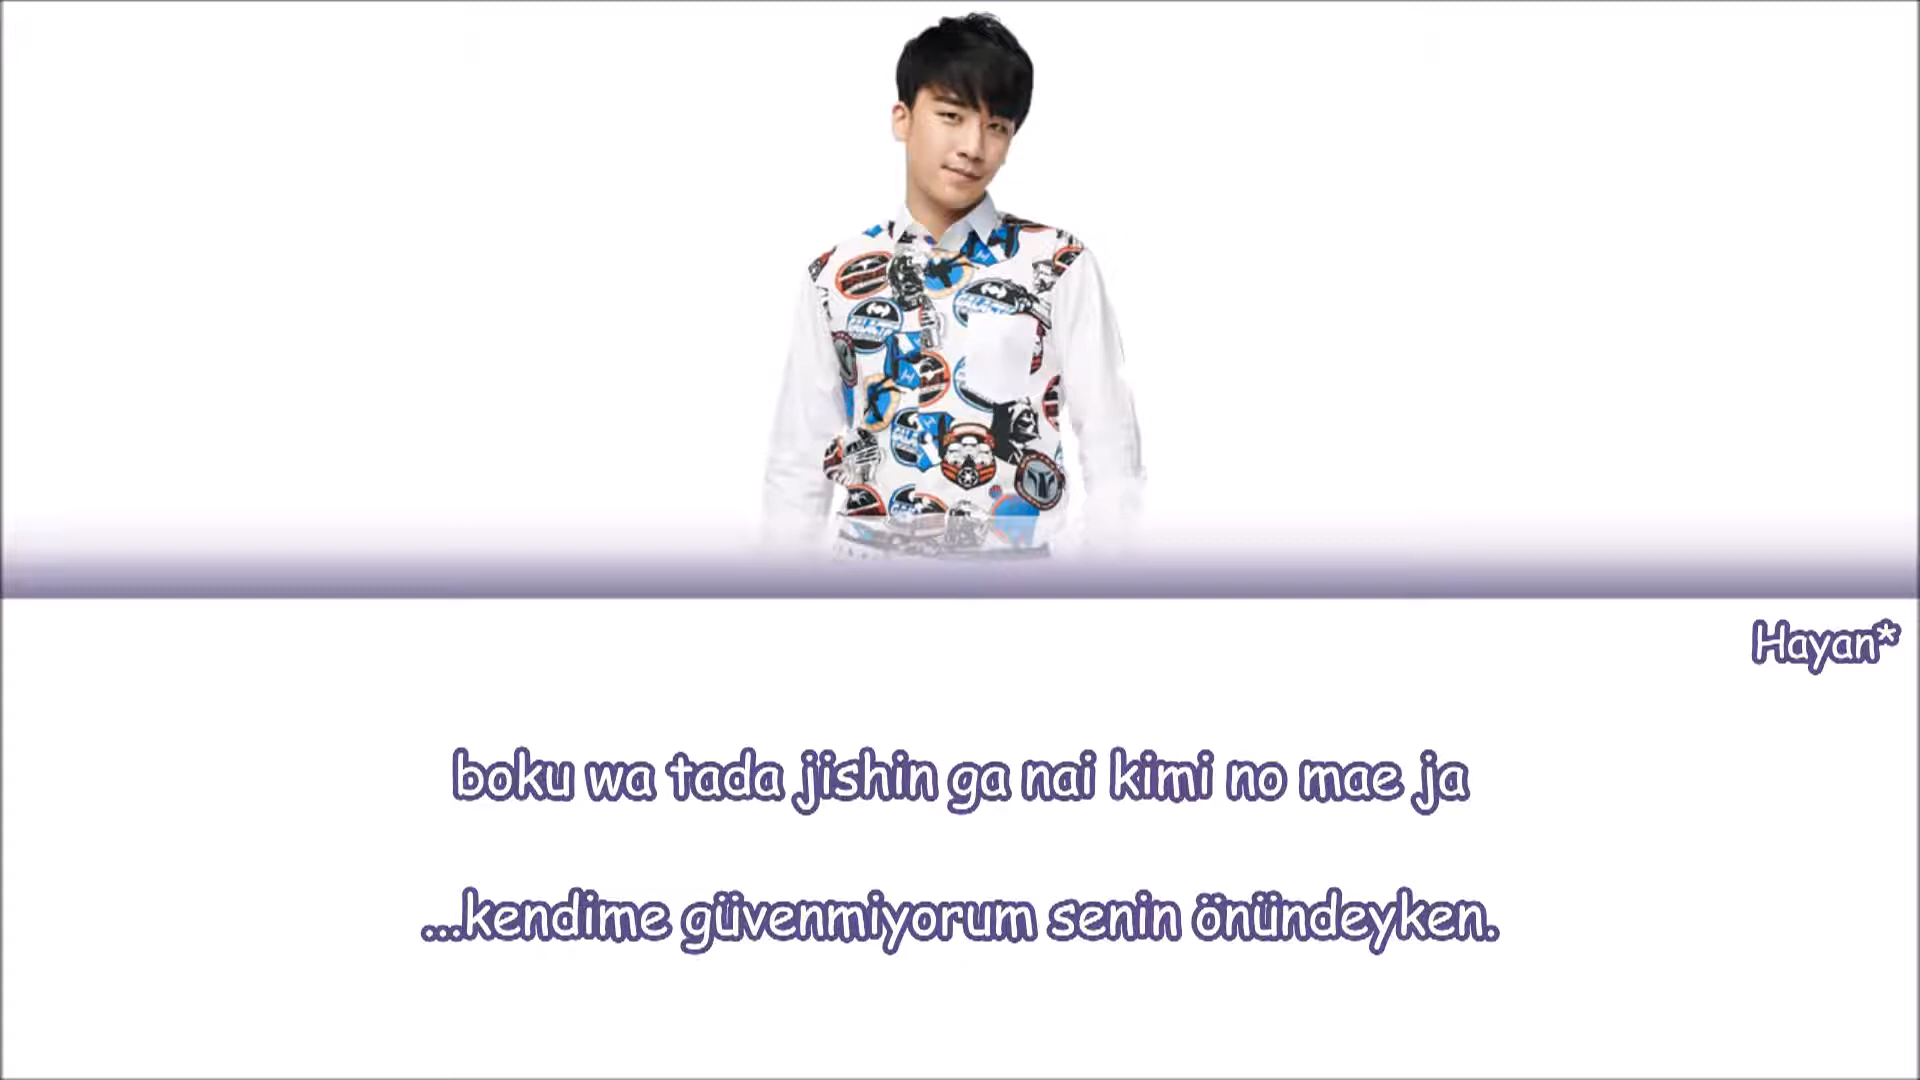 Hayan*
boku wa tada jishin ga nai kimi no mae ja
...kendime güvenmiyorum senin önündeyken.